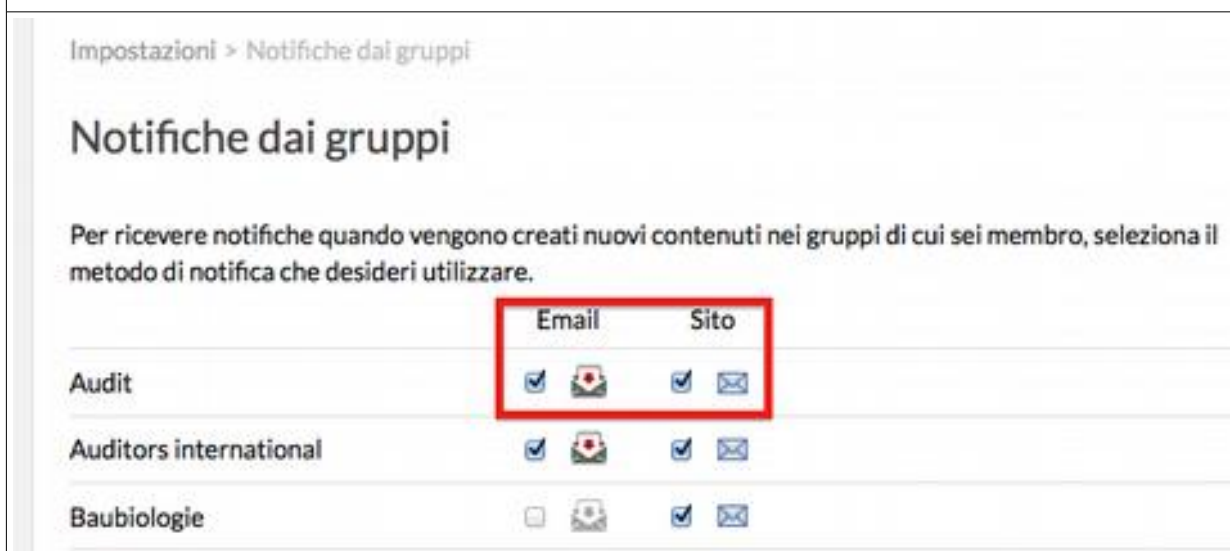 Impostazioni > Notifiche dai gruppi
Notifiche dai gruppi
Per ricevere notifiche quando vengono creati nuovi contenuti nei gruppi di cui sei membro, seleziona il
metodo di notifica che desideri utilizzare.
Email Sito
Audit
Auditors international
Baubiologie